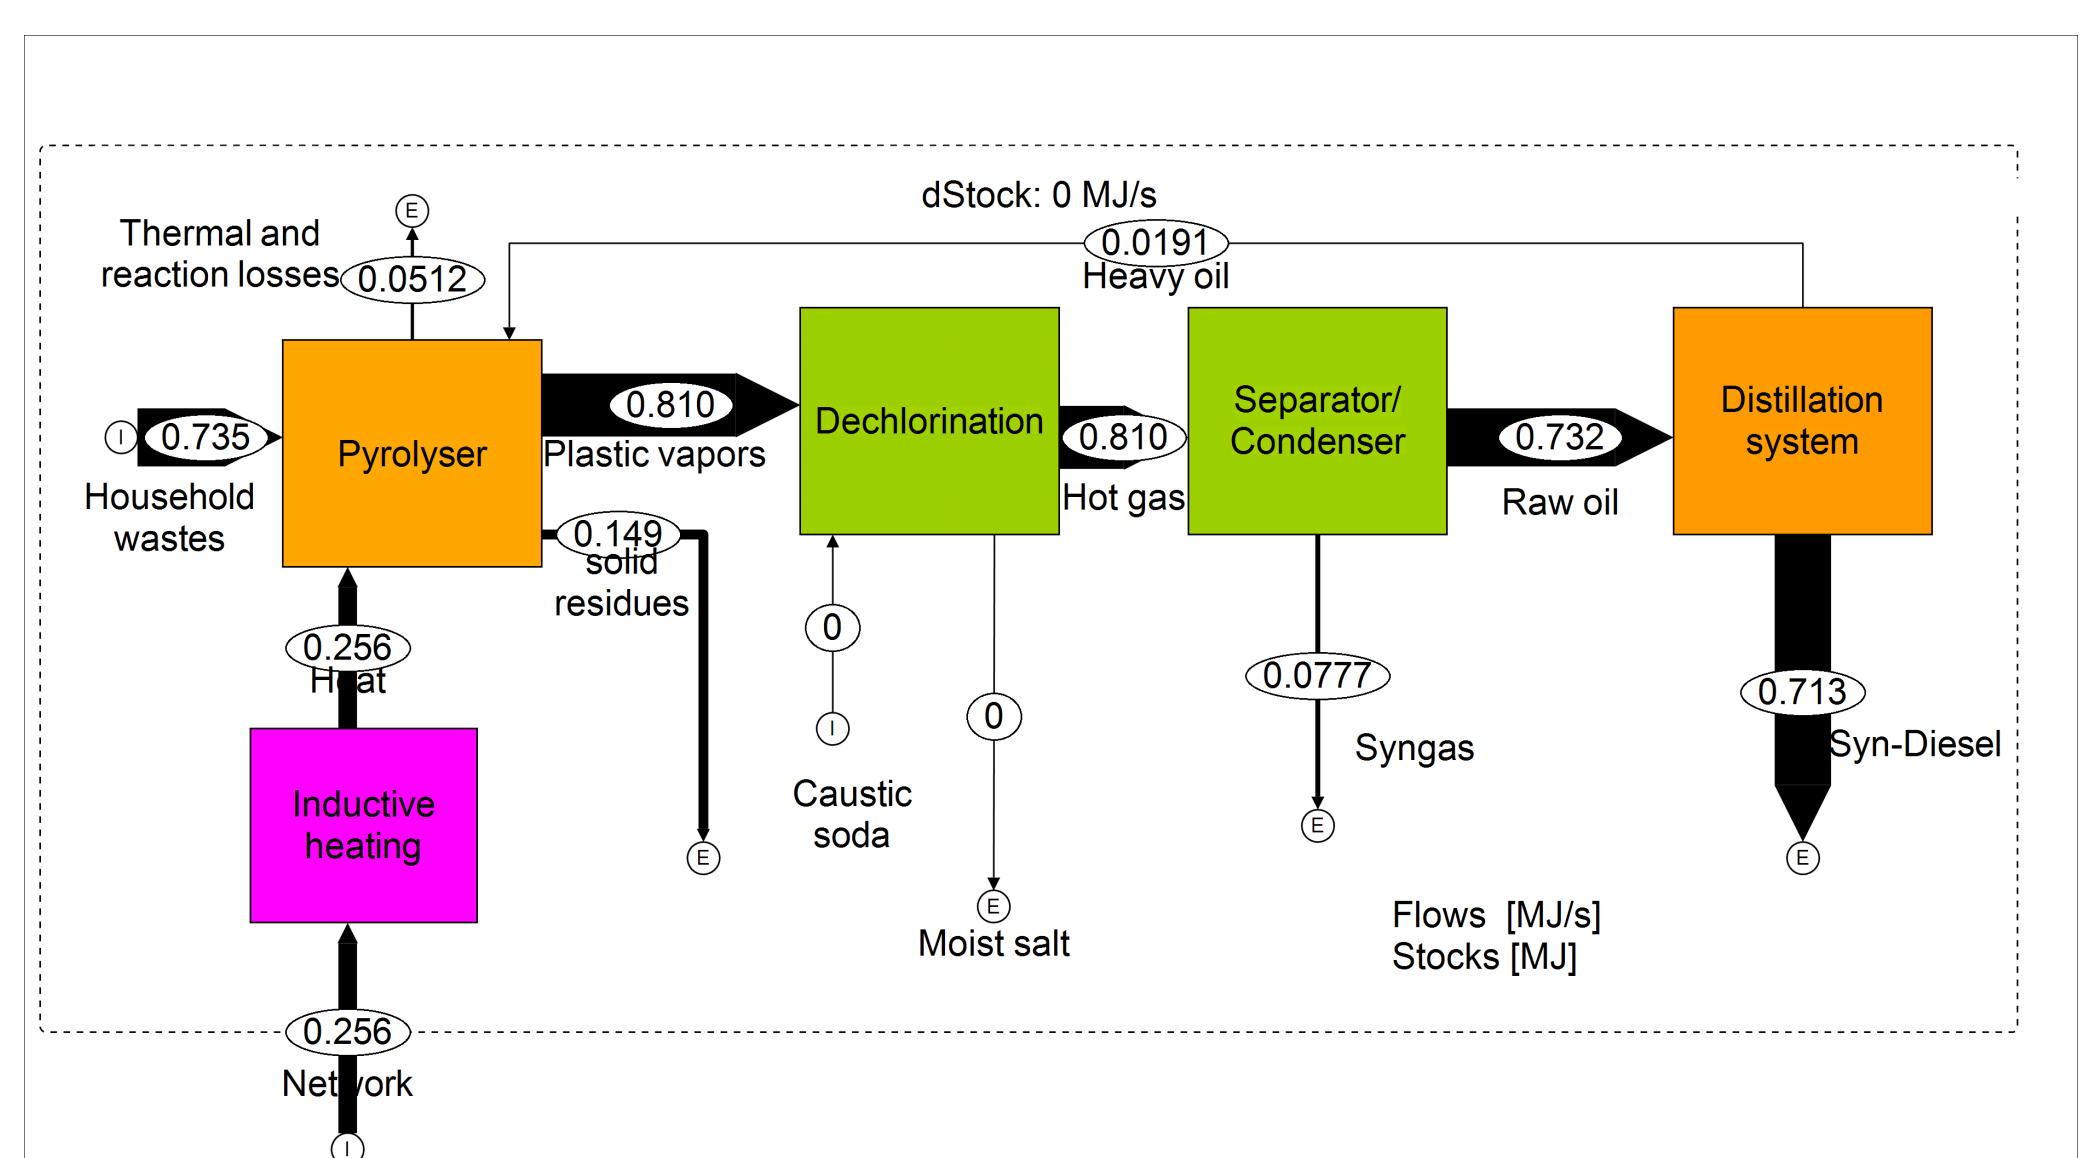 dStock: 0 MJ/s
E
Thermal and
reaction losses
0.0512
0.0191
Heavy oil
I
0.735
Household
wastes
Pyrolyser
0.810
Plastic vapors
0.149
solid
residues
E
Dechlorination
0.810
Hot gas
Separator/
Condenser
0.732
Raw oil
Distillation
system
0.256
Heat
Inductive
heating
0.256
Network
I
0
I
Caustic
soda
0
E
Moist salt
0.0777
Syngas
E
0.713
Syn-Diesel
E
Flows [MJ/s]
Stocks [MJ]